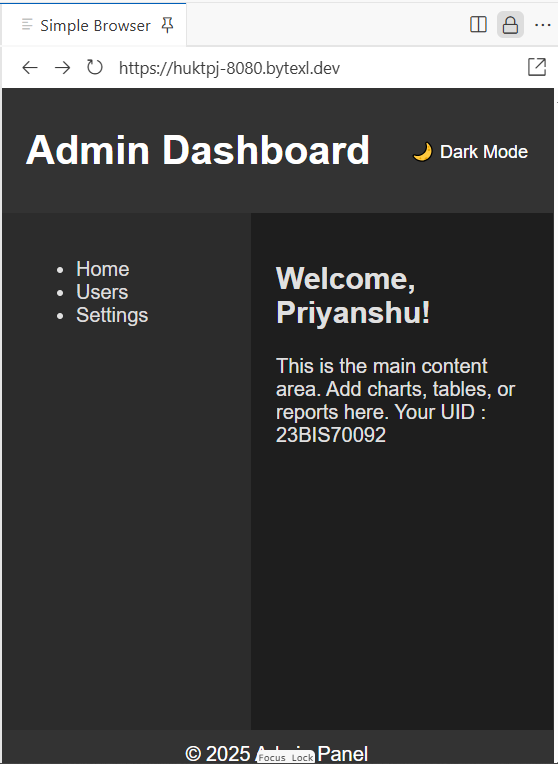 Simple Browser
https://huktpj-8080.bytexl.dev
Admin Dashboard
🌙 Dark Mode
Home
Users
Settings
Welcome,
Priyanshu!
This is the main content
area. Add charts, tables, or
reports here. Your UID :
23BIS70092
© 2025 Admin Panel
Focus Lock